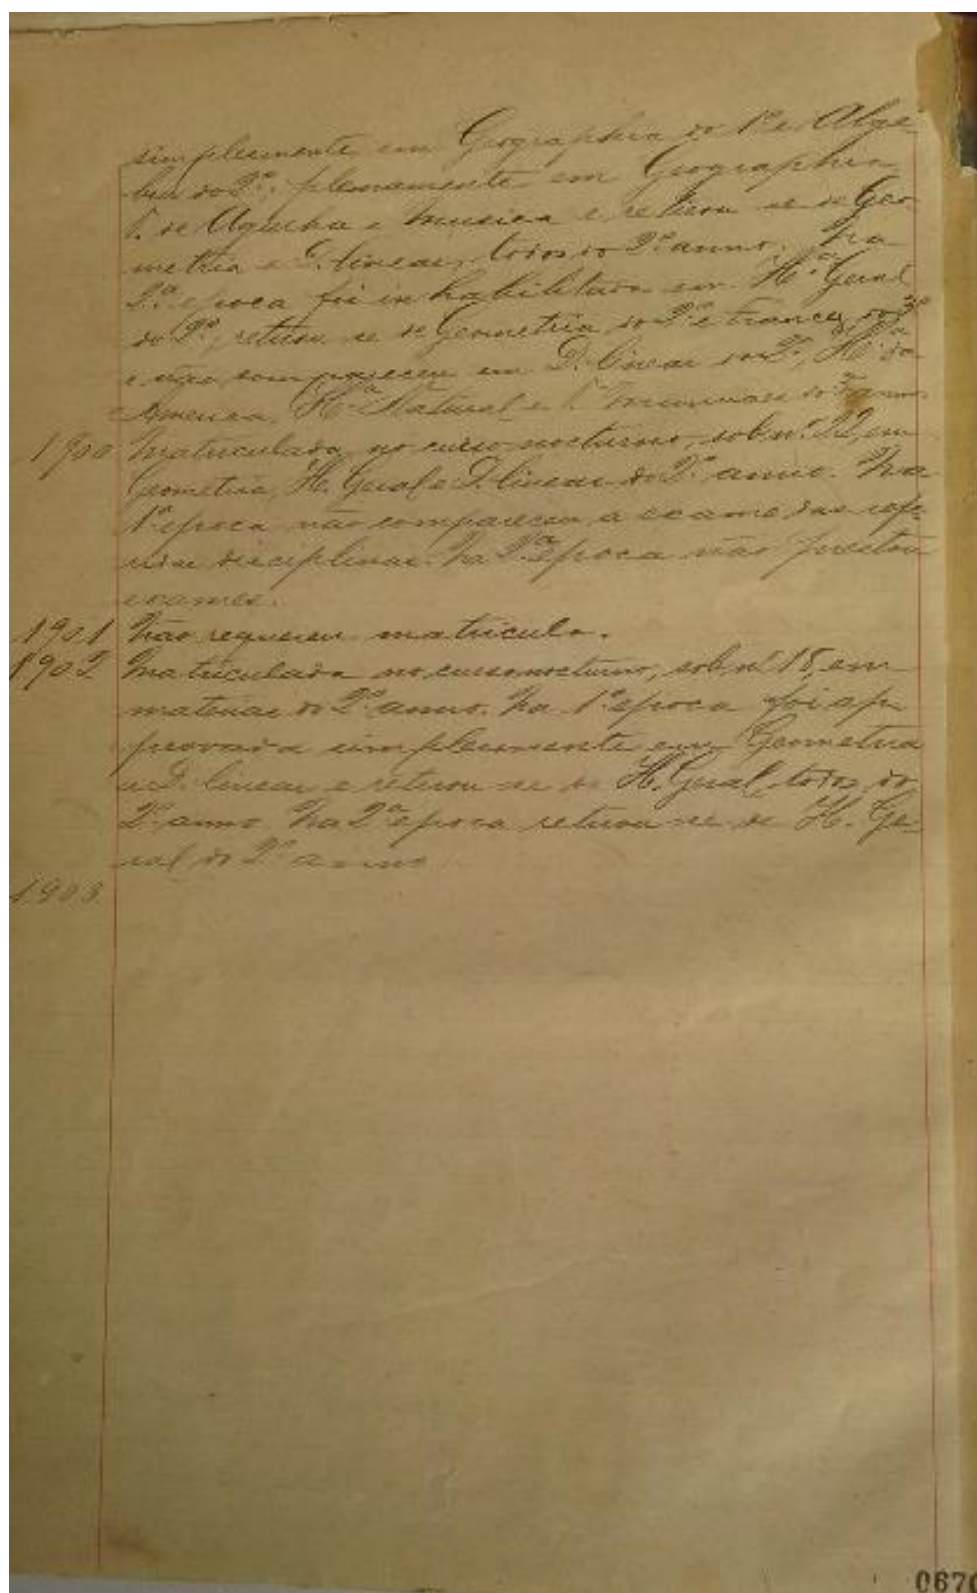 simplesmente em Geographia do 1º e Alge-
bra do 2º; plenamente em Geographia
T. de Agulha e Musica e retirou-se de Geo-
metria e D. linear, todos do 2º anno. Na
2ª epoca foi inhabilitada em Hª Geral
do 2º, retirou-se de Geometria do 2º e Francez do 3º
e não compareceu em D. linear do 2º, Hª da
America, Hª Natural e T. manuaes do 3º anno.
1900 Matriculada no curso nocturno, sob nº 22, em
Geometria, H. Geral e D. linear do 2º anno. Na
1ª epoca não compareceu a exame das refe-
ridas disciplinas. Na 2ª epoca não prestou
exames.
1901 Não requereu matricula.
1902 Matriculada no curso nocturno, sob nº 18, em
materias do 2º anno. Na 1ª epoca foi ap-
provada simplesmente em Geometria
e D. linear e retirou-se de H. Geral, todos do
2º anno. Na 2ª epoca retirou-se de H. Ge-
ral do 2º anno
1903
067